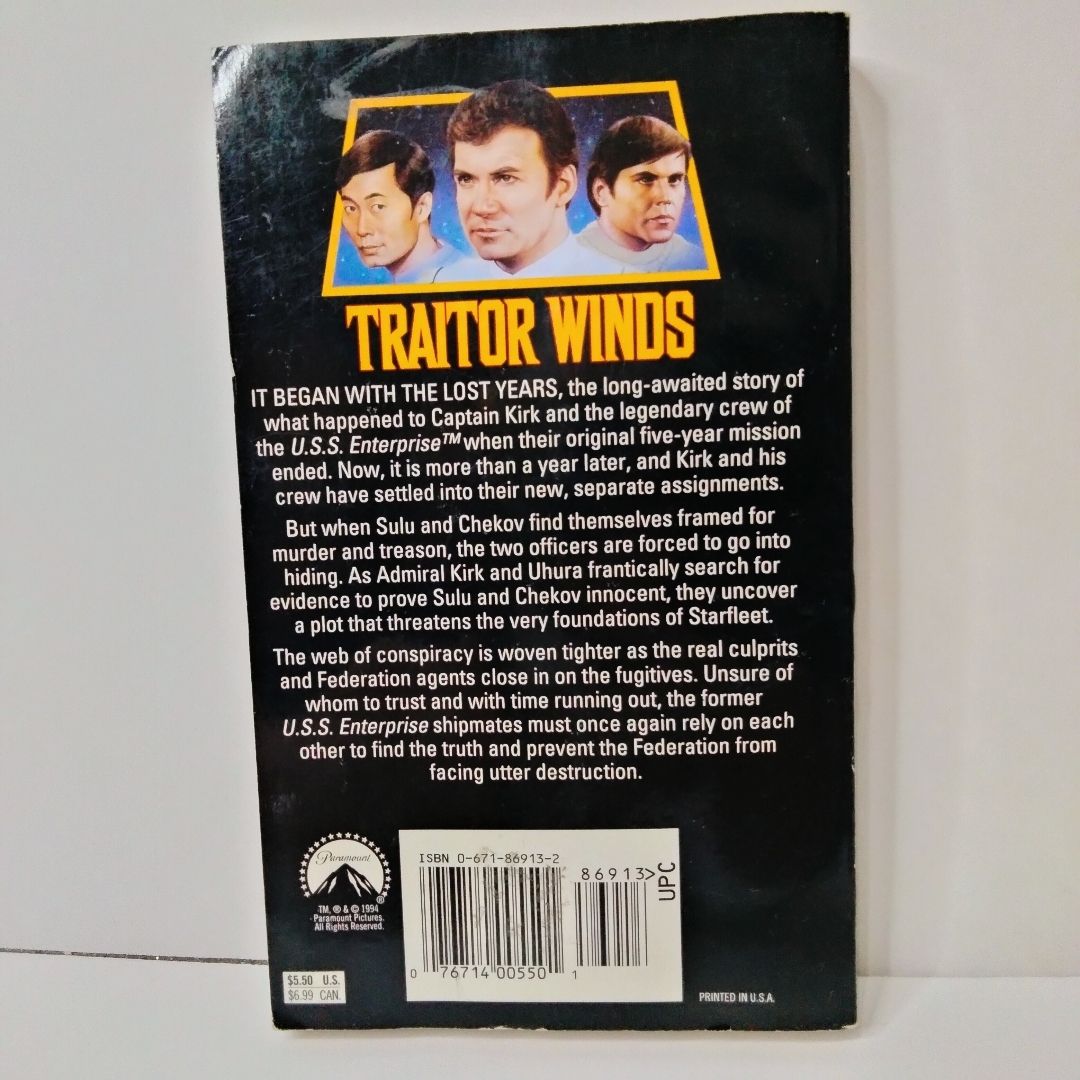 TRAITOR WINDS
IT BEGAN WITH THE LOST YEARS, the long-awaited story of
what happened to Captain Kirk and the legendary crew of
the U.S.S. Enterprise™ when their original five-year mission
ended. Now, it is more than a year later, and Kirk and his
crew have settled into their new, separate assignments.
But when Sulu and Chekov find themselves framed for
murder and treason, the two officers are forced to go into
hiding. As Admiral Kirk and Uhura frantically search for
evidence to prove Sulu and Chekov innocent, they uncover
a plot that threatens the very foundations of Starfleet.
The web of conspiracy is woven tighter as the real culprits
and Federation agents close in on the fugitives. Unsure of
whom to trust and with time running out, the former
U.S.S. Enterprise shipmates must once again rely on each
other to find the truth and prevent the Federation from
facing utter destruction.
Paramount
®
TM, ® & © 1994
Paramount Pictures.
All Rights Reserved.
ISBN 0-671-86913-2
86913>
UPC
0 76714 00550 1
$5.50 U.S.
$6.99 CAN.
PRINTED IN U.S.A.